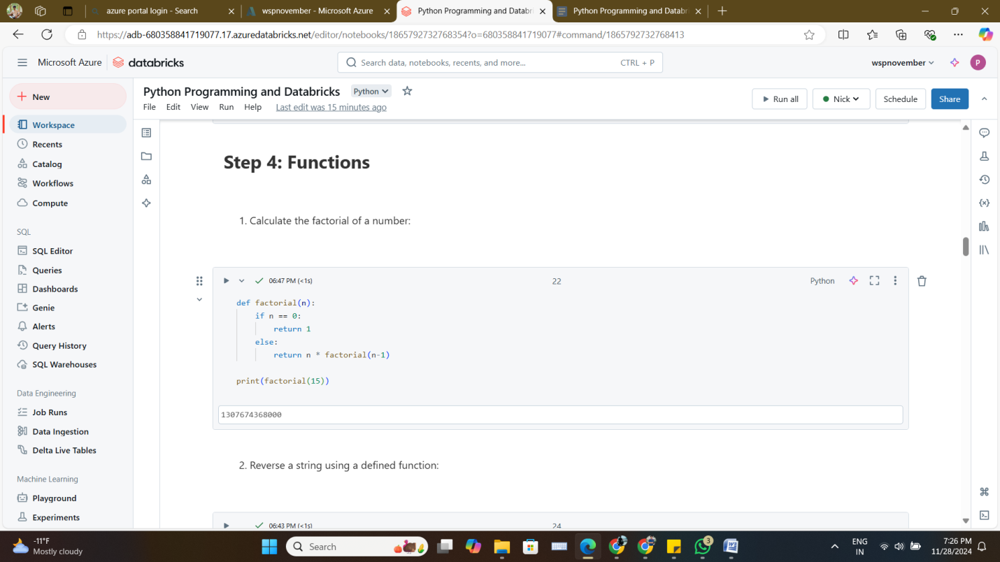 azure portal login - Search
wspnovember - Microsoft Azure
Python Programming and Databri
Python Programming and Databri
https://adb-680358841719077.17.azuredatabricks.net/editor/notebooks/1865792732768354?o=680358841719077#command/1865792732768413
Microsoft Azure
databricks
Search data, notebooks, recents, and more...
CTRL + P
wspnovember
P
New
Workspace
Recents
Catalog
Workflows
Compute
SQL
SQL Editor
Queries
Dashboards
Genie
Alerts
Query History
SQL Warehouses
Data Engineering
Job Runs
Data Ingestion
Delta Live Tables
Machine Learning
Playground
Experiments
Python Programming and Databricks
Python
File Edit View Run Help Last edit was 15 minutes ago
Run all
Nick
Schedule
Share
Step 4: Functions
1. Calculate the factorial of a number:
06:47 PM (<1s)
22
Python
def factorial(n):
if n == 0:
return 1
else:
return n * factorial(n-1)
print(factorial(15))
1307674368000
2. Reverse a string using a defined function:
06:43 PM (<1s)
24
-11°F
Mostly cloudy
Search
3
ENG
IN
7:26 PM
11/28/2024